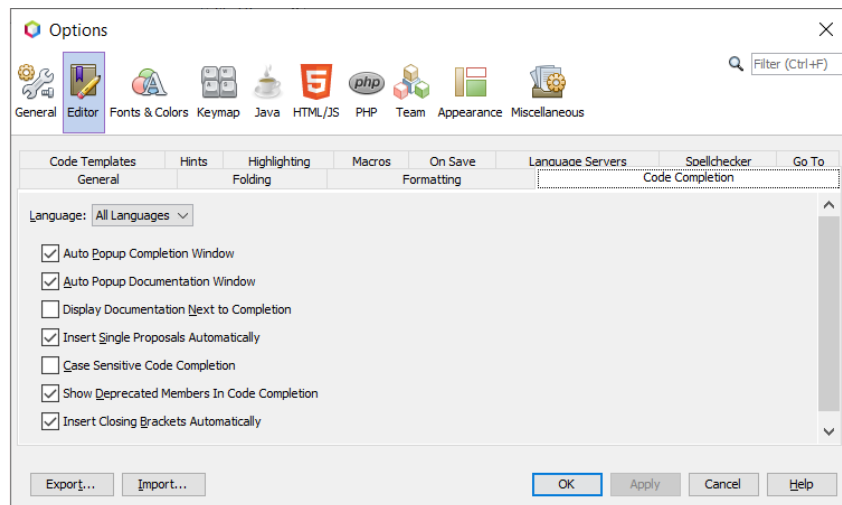 Options
Filter (Ctrl+F)
General Editor Fonts & Colors Keymap Java HTML/JS PHP Team Appearance Miscellaneous
Code Templates Hints Highlighting Macros On Save Language Servers Spellchecker Go To
General Folding Formatting Code Completion
Language: All Languages
Auto Popup Completion Window
Auto Popup Documentation Window
Display Documentation Next to Completion
Insert Single Proposals Automatically
Case Sensitive Code Completion
Show Deprecated Members In Code Completion
Insert Closing Brackets Automatically
Export... Import... OK Apply Cancel Help